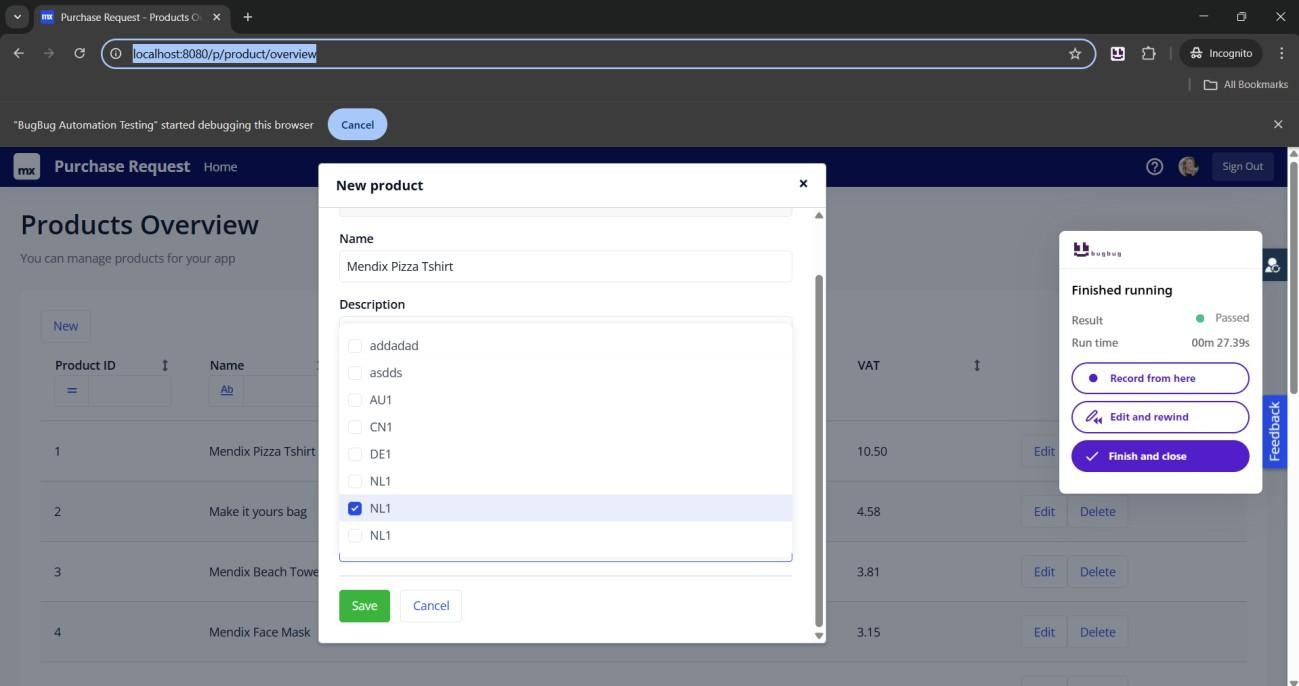 mx Purchase Request - Products O
localhost:8080/p/product/overview
Incognito
All Bookmarks
"BugBug Automation Testing" started debugging this browser
Cancel
mx Purchase Request Home Sign Out
Products Overview
You can manage products for your app
New
Product ID Name VAT
= Ab
1 Mendix Pizza Tshirt 10.50 Edit
2 Make it yours bag 4.58 Edit Delete
3 Mendix Beach Towe 3.81 Edit Delete
4 Mendix Face Mask 3.15 Edit Delete
New product
Name
Mendix Pizza Tshirt
Description
addadad
asdds
AU1
CN1
DE1
NL1
NL1
NL1
Save Cancel
bugbug
Finished running
Result Passed
Run time 00m 27.39s
Record from here
Edit and rewind
Finish and close
Feedback